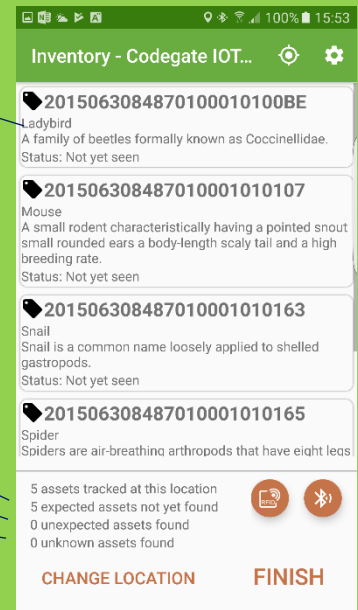 100% 15:53
Inventory - Codegate IOT...
2015063084870100010100BE
Ladybird
A family of beetles formally known as Coccinellidae.
Status: Not yet seen
201506308487010001010107
Mouse
A small rodent characteristically having a pointed snout
small rounded ears a body-length scaly tail and a high
breeding rate.
Status: Not yet seen
201506308487010001010163
Snail
Snail is a common name loosely applied to shelled
gastropods.
Status: Not yet seen
201506308487010001010165
Spider
Spiders are air-breathing arthropods that have eight legs
5 assets tracked at this location
5 expected assets not yet found
0 unexpected assets found
0 unknown assets found
RFID
CHANGE LOCATION
FINISH